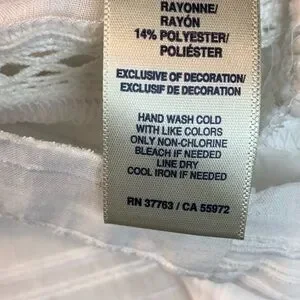 RAYONNE/
RAYÓN
14% POLYESTER/
POLIÉSTER
EXCLUSIVE OF DECORATION/
EXCLUSIF DE DECORATION
HAND WASH COLD
WITH LIKE COLORS
ONLY NON-CHLORINE
BLEACH IF NEEDED
LINE DRY
COOL IRON IF NEEDED
RN 37763 / CA 55972